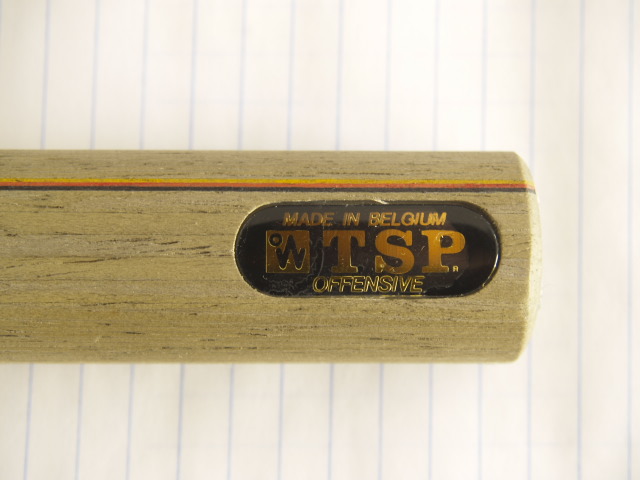 MADE IN BELGIUM
W TSP R
OFFENSIVE